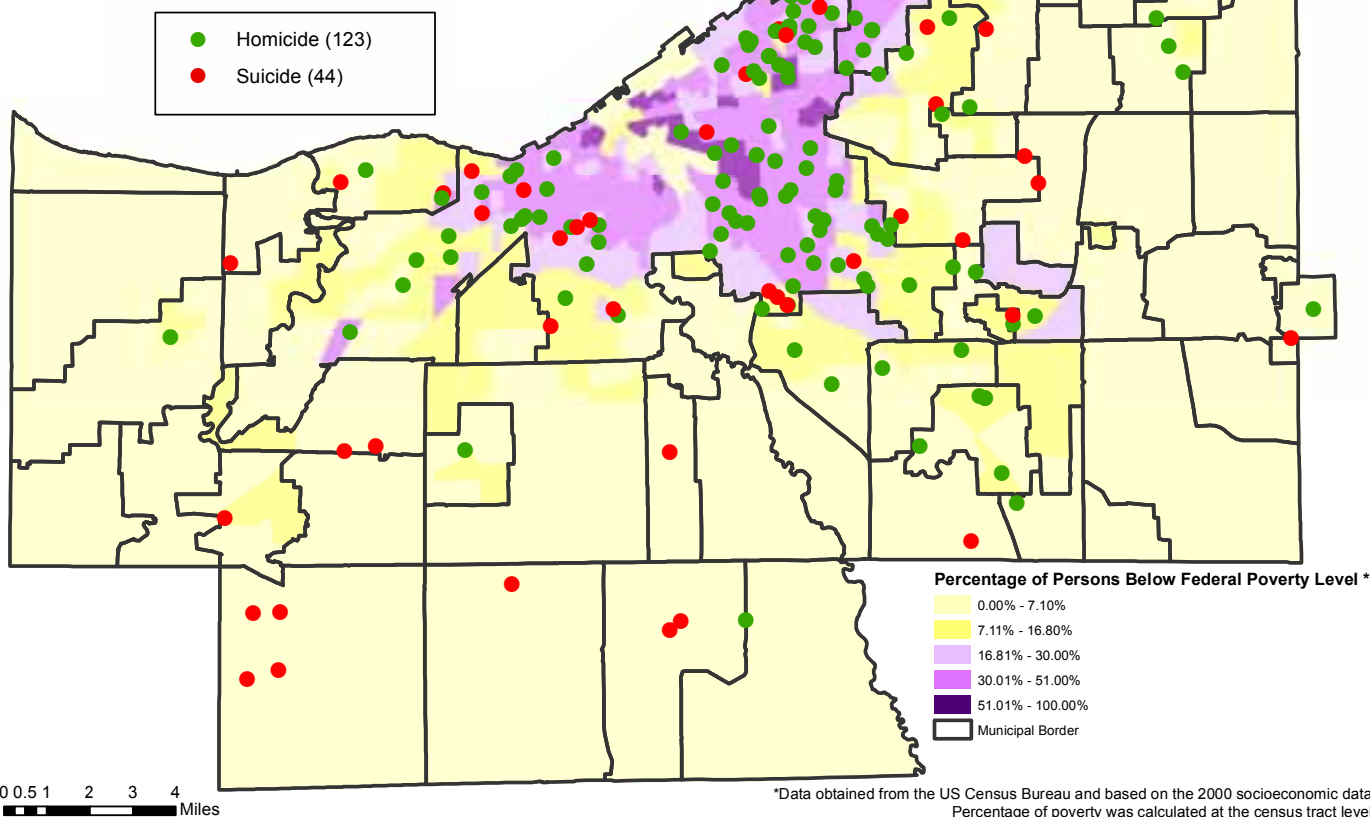 Homicide (123)
Suicide (44)
Percentage of Persons Below Federal Poverty Level *
0.00% - 7.10%
7.11% - 16.80%
16.81% - 30.00%
30.01% - 51.00%
51.01% - 100.00%
Municipal Border
0 0.5 1 2 3 4
Miles
*Data obtained from the US Census Bureau and based on the 2000 socioeconomic data
Percentage of poverty was calculated at the census tract level